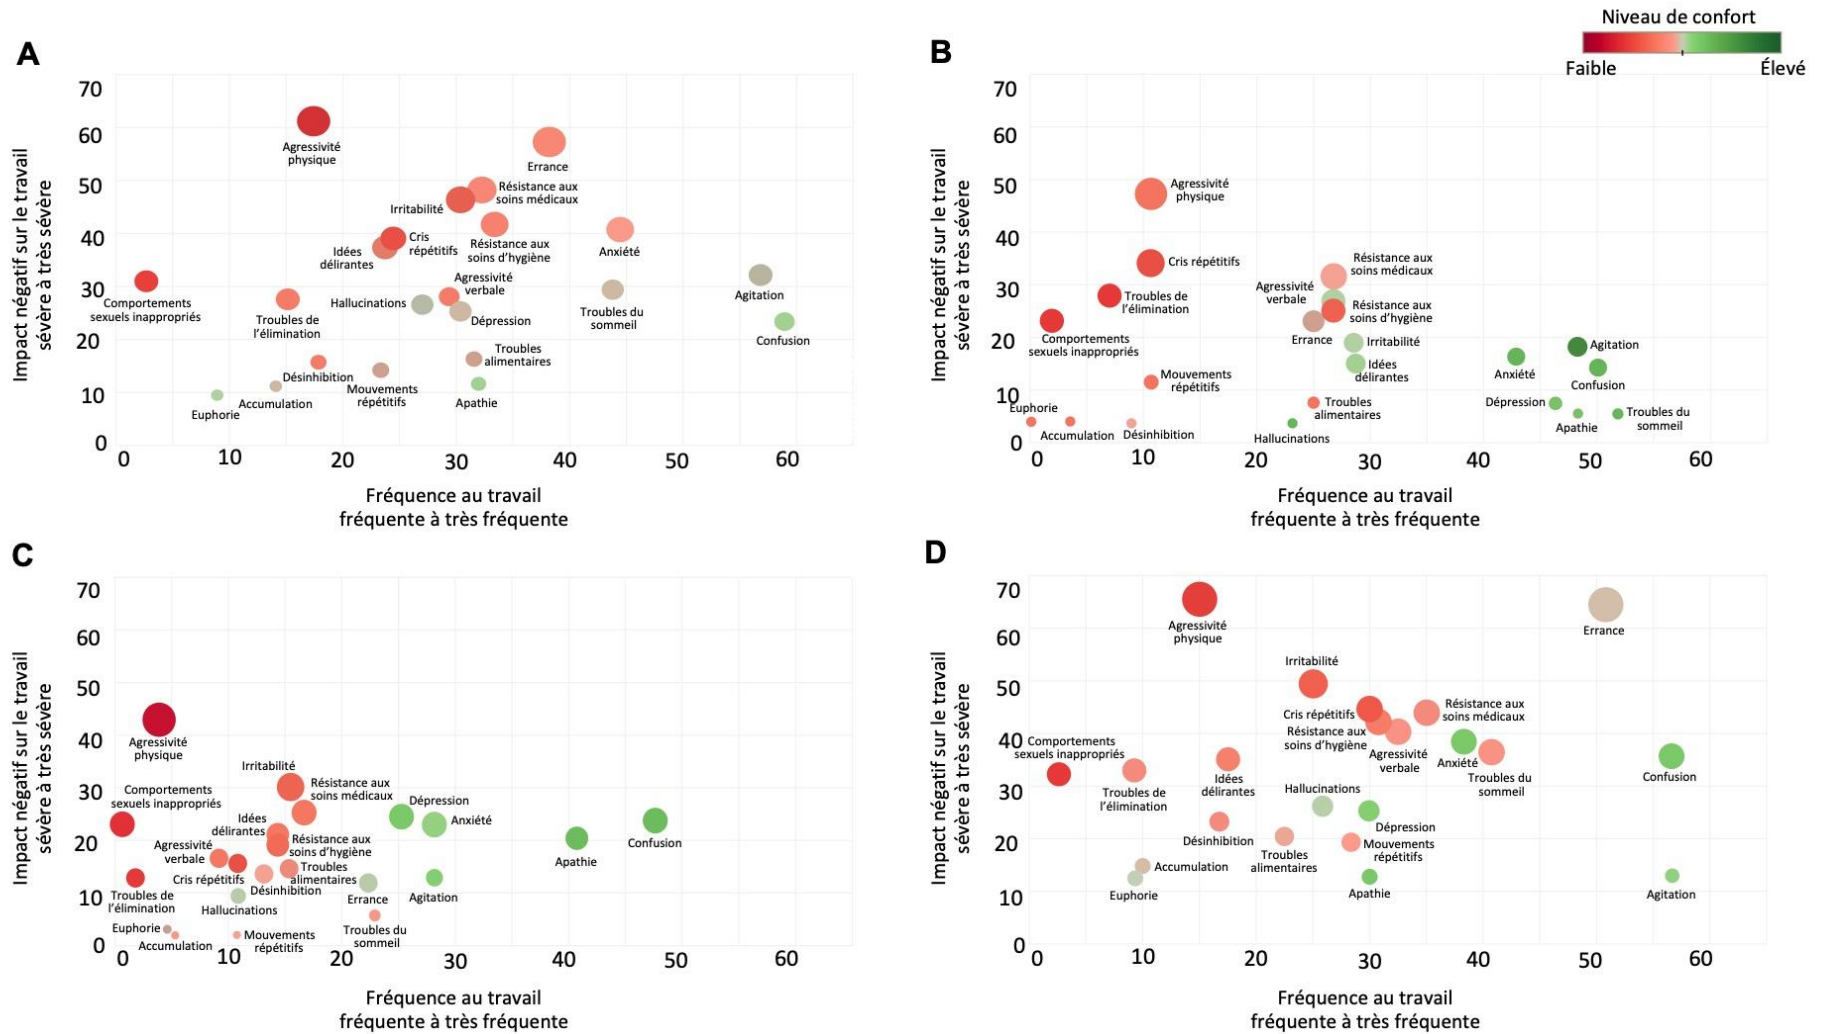 Niveau de confort
Faible
Élevé
A
Impact négatif sur le travail
sévère à très sévère
70
60
50
40
30
20
10
0
Agressivité
physique
Errance
Résistance aux
soins médicaux
Irritabilité
Cris
répétitifs
Idées
délirantes
Résistance aux
soins d’hygiène
Anxiété
Comportements
sexuels inappropriés
Troubles de
l’élimination
Hallucinations
Agressivité
verbale
Dépression
Troubles du
sommeil
Agitation
Confusion
Désinhibition
Mouvements
répétitifs
Troubles
alimentaires
Euphorie
Accumulation
Apathie
0
10
20
30
40
50
60
Fréquence au travail
fréquente à très fréquente
B
Impact négatif sur le travail
sévère à très sévère
70
60
50
40
30
20
10
0
Agressivité
physique
Cris répétitifs
Troubles de
l’élimination
Comportements
sexuels inappropriés
Résistance aux
soins médicaux
Agressivité
verbale
Résistance aux
soins d’hygiène
Errance
Irritabilité
Idées
délirantes
Anxiété
Agitation
Confusion
Mouvements
répétitifs
Euphorie
Accumulation
Désinhibition
Troubles
alimentaires
Hallucinations
Dépression
Apathie
Troubles du
sommeil
0
10
20
30
40
50
60
Fréquence au travail
fréquente à très fréquente
C
Impact négatif sur le travail
sévère à très sévère
70
60
50
40
30
20
10
0
Agressivité
physique
Irritabilité
Comportements
sexuels inappropriés
Résistance aux
soins médicaux
Dépression
Anxiété
Idées
délirantes
Résistance aux
soins d’hygiène
Agressivité
verbale
Cris répétitifs
Troubles
alimentaires
Désinhibition
Troubles de
l’élimination
Hallucinations
Errance
Agitation
Apathie
Confusion
Euphorie
Accumulation
Mouvements
répétitifs
Troubles du
sommeil
0
10
20
30
40
50
60
Fréquence au travail
fréquente à très fréquente
D
Impact négatif sur le travail
sévère à très sévère
70
60
50
40
30
20
10
0
Agressivité
physique
Errance
Irritabilité
Cris répétitifs
Résistance aux
soins d’hygiène
Résistance aux
soins médicaux
Agressivité
verbale
Anxiété
Troubles du
sommeil
Confusion
Comportements
sexuels inappropriés
Troubles de
l’élimination
Idées
délirantes
Hallucinations
Dépression
Désinhibition
Troubles
alimentaires
Mouvements
répétitifs
Accumulation
Euphorie
Apathie
Agitation
0
10
20
30
40
50
60
Fréquence au travail
fréquente à très fréquente